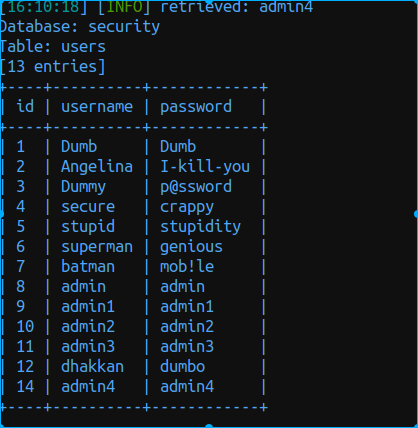 [16:10:18] [INFO] retrieved: admin4
Database: security
Table: users
[13 entries]
+----+----------+------------+
| id | username | password   |
+----+----------+------------+
| 1  | Dumb     | Dumb       |
| 2  | Angelina | I-kill-you |
| 3  | Dummy    | p@ssword   |
| 4  | secure   | crappy     |
| 5  | stupid   | stupidity  |
| 6  | superman | genious    |
| 7  | batman   | mob!le     |
| 8  | admin    | admin      |
| 9  | admin1   | admin1     |
| 10 | admin2   | admin2     |
| 11 | admin3   | admin3     |
| 12 | dhakkan  | dumbo      |
| 14 | admin4   | admin4     |
+----+----------+------------+